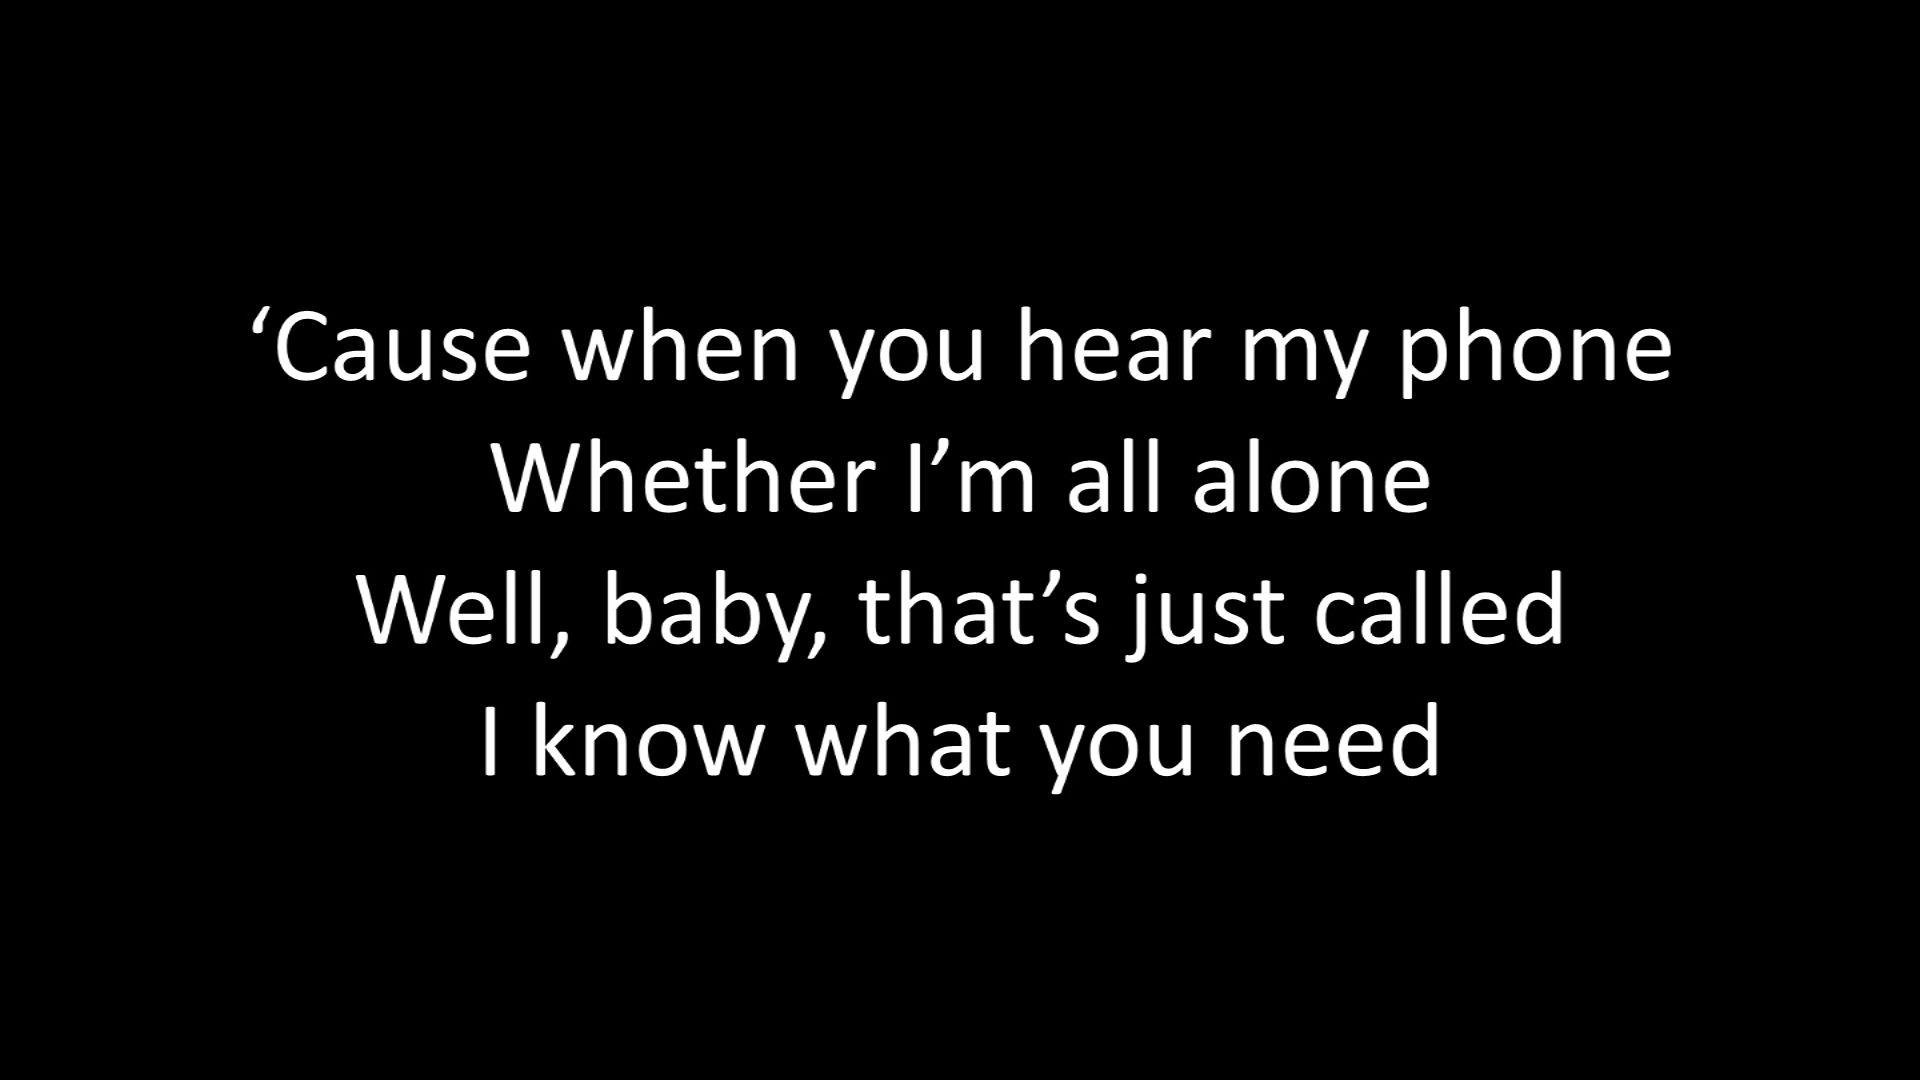 ‘Cause when you hear my phone
Whether I’m all alone
Well, baby, that’s just called
I know what you need